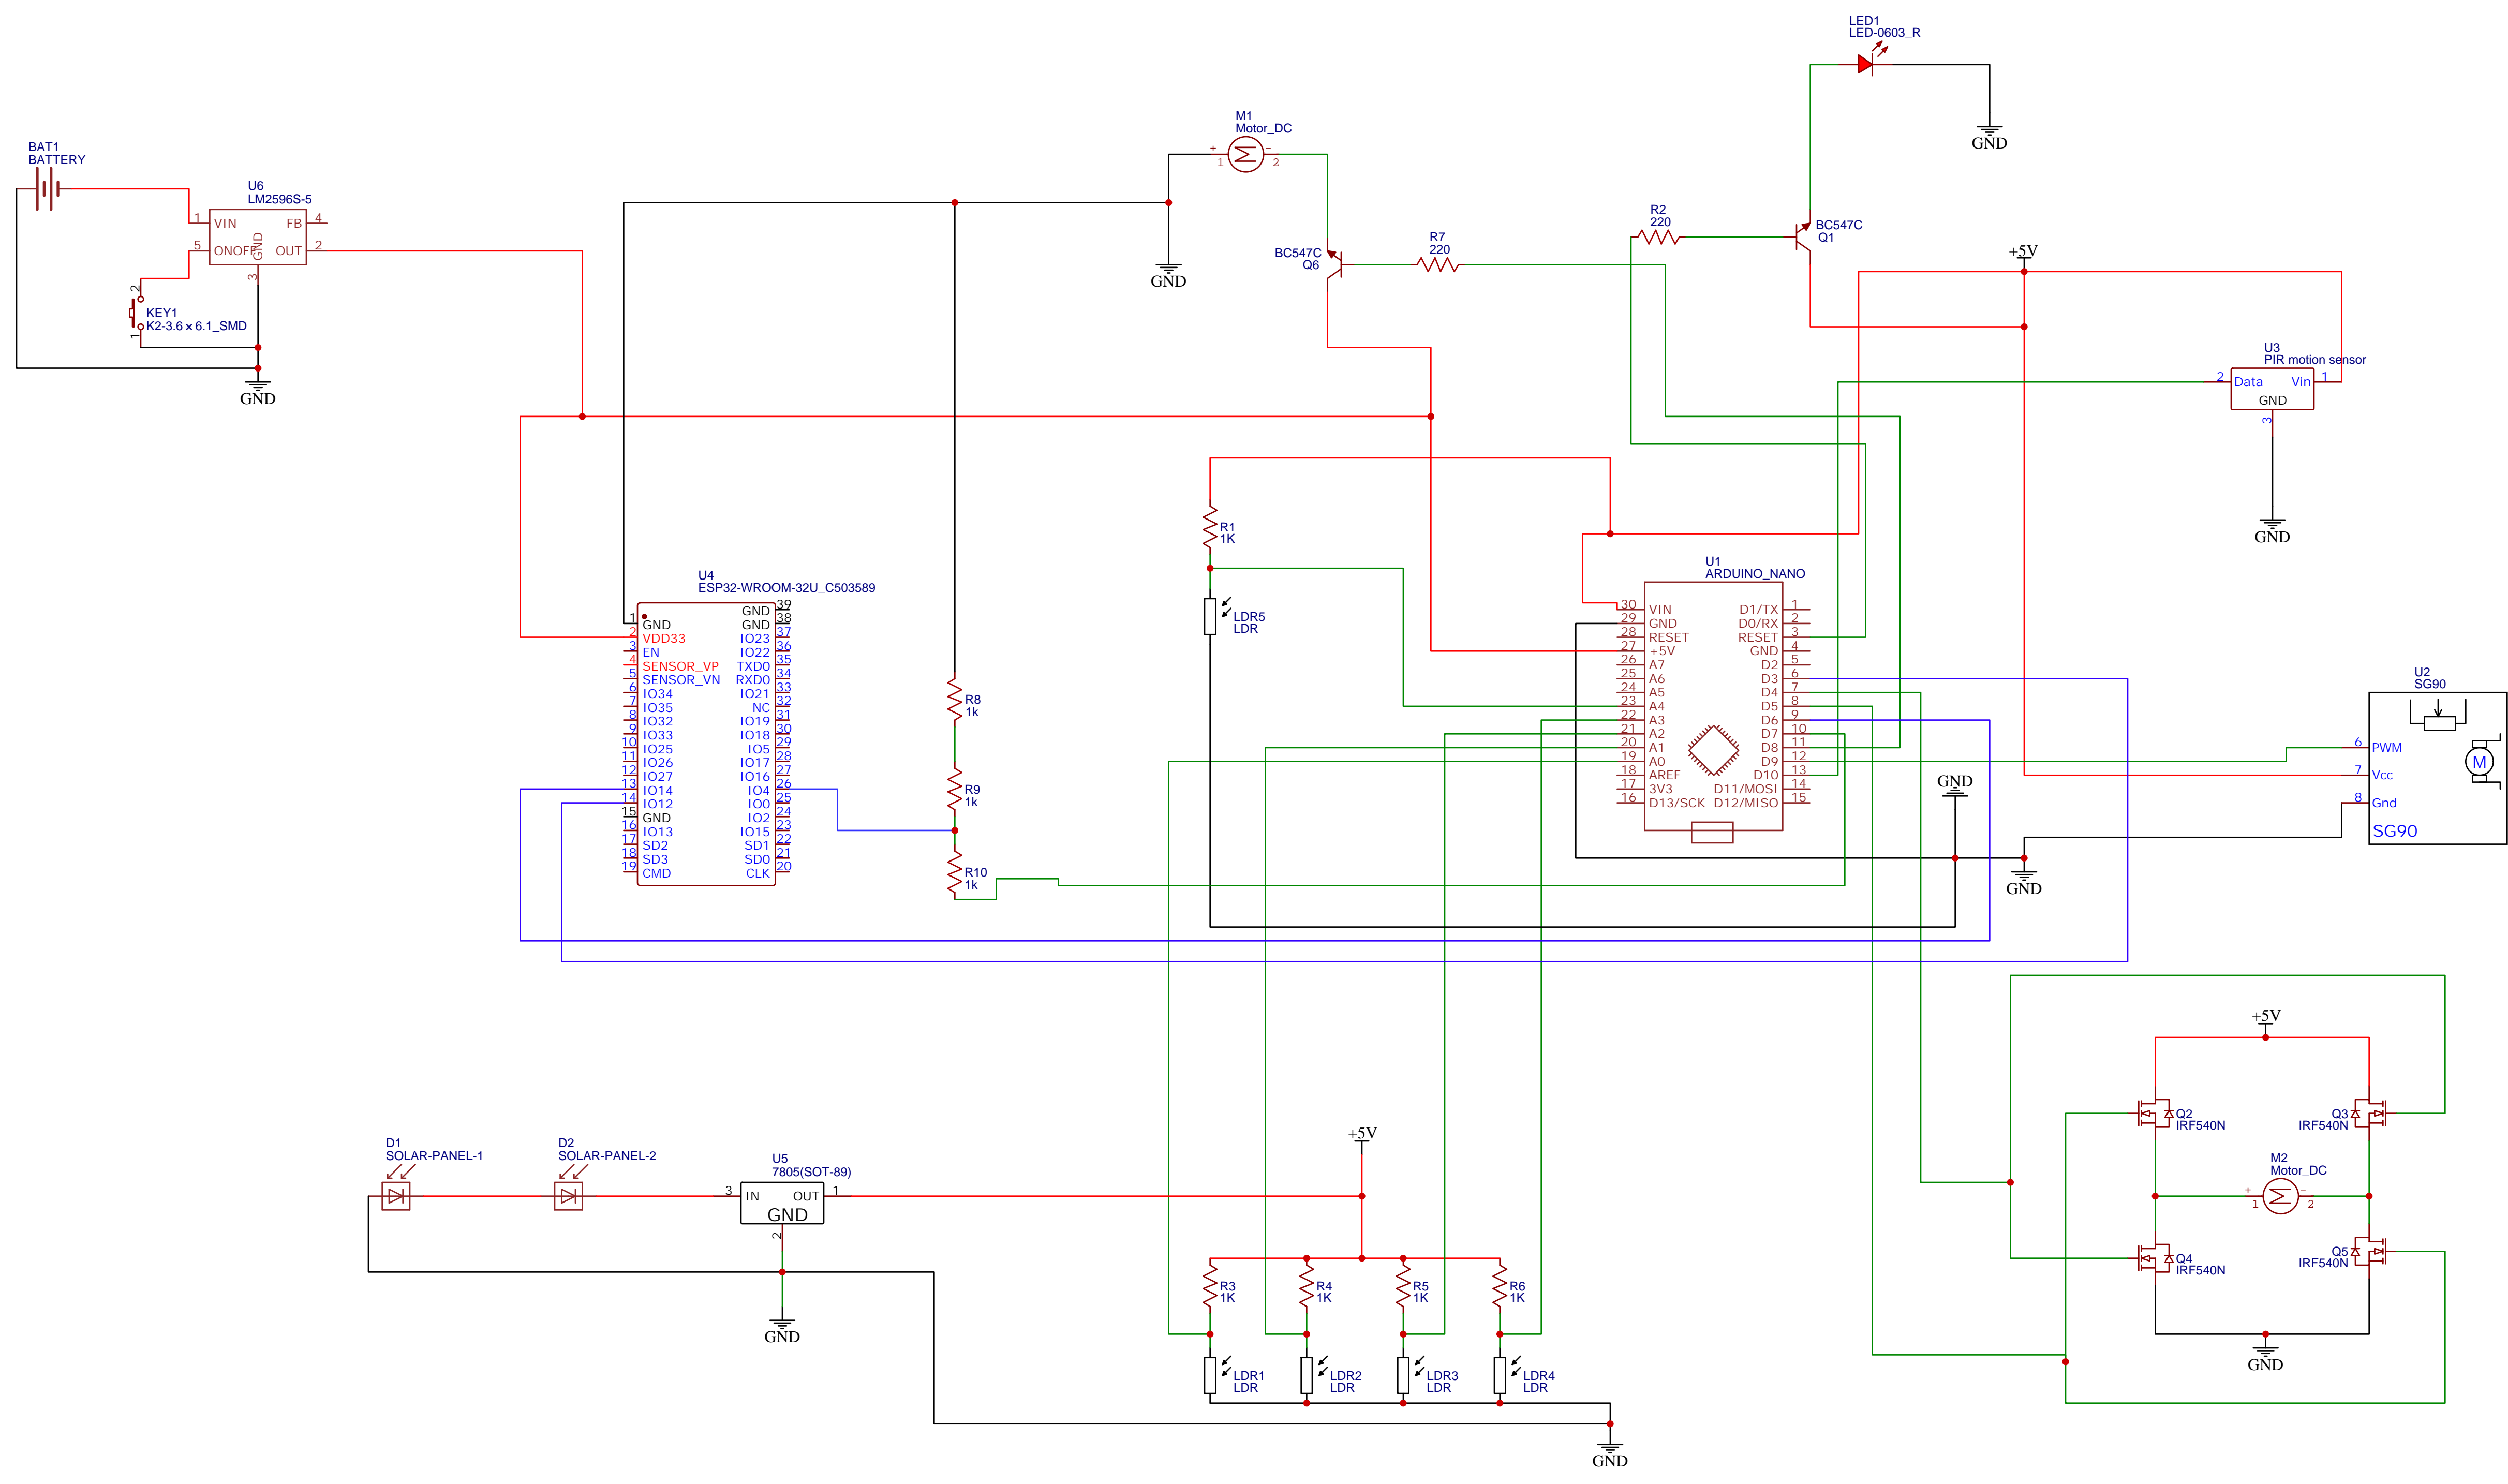 LED1
LED-0603_R
GND
M1
Motor_DC
+
1
−
2
BAT1
BATTERY
U6
LM2596S-5
1
VIN
FB
4
5
ONOFF
GND
OUT
2
3
2
KEY1
K2-3.6×6.1_SMD
1
GND
GND
BC547C
Q6
R7
220
R2
220
BC547C
Q1
+5V
U3
PIR motion sensor
2
Data
Vin
1
GND
3
GND
R1
1K
LDR5
LDR
U4
ESP32-WROOM-32U_C503589
1
GND
2
VDD33
3
EN
4
SENSOR_VP
5
SENSOR_VN
6
IO34
7
IO35
8
IO32
9
IO33
10
IO25
11
IO26
12
IO27
13
IO14
14
IO12
15
GND
16
IO13
17
SD2
18
SD3
19
CMD
GND
39
GND
38
IO23
37
IO22
36
TXD0
35
RXD0
34
IO21
33
NC
32
IO19
31
IO18
30
IO5
29
IO17
28
IO16
27
IO4
26
IO0
25
IO2
24
IO15
23
SD1
22
SD0
21
CLK
20
R8
1k
R9
1k
R10
1k
U1
ARDUINO_NANO
30
VIN
29
GND
28
RESET
27
+5V
26
A7
25
A6
24
A5
23
A4
22
A3
21
A2
20
A1
19
A0
18
AREF
17
3V3
16
D13/SCK
D1/TX
1
D0/RX
2
RESET
3
GND
4
D2
5
D3
6
D4
7
D5
8
D6
9
D7
10
D8
11
D9
12
D10
13
D11/MOSI
14
D12/MISO
15
GND
GND
U2
SG90
6
PWM
7
Vcc
8
Gnd
M
SG90
+5V
Q2
IRF540N
Q3
IRF540N
M2
Motor_DC
+
1
−
2
Q4
IRF540N
Q5
IRF540N
GND
D1
SOLAR-PANEL-1
D2
SOLAR-PANEL-2
U5
7805(SOT-89)
3
IN
OUT
1
GND
2
GND
+5V
R3
1K
R4
1K
R5
1K
R6
1K
LDR1
LDR
LDR2
LDR
LDR3
LDR
LDR4
LDR
GND